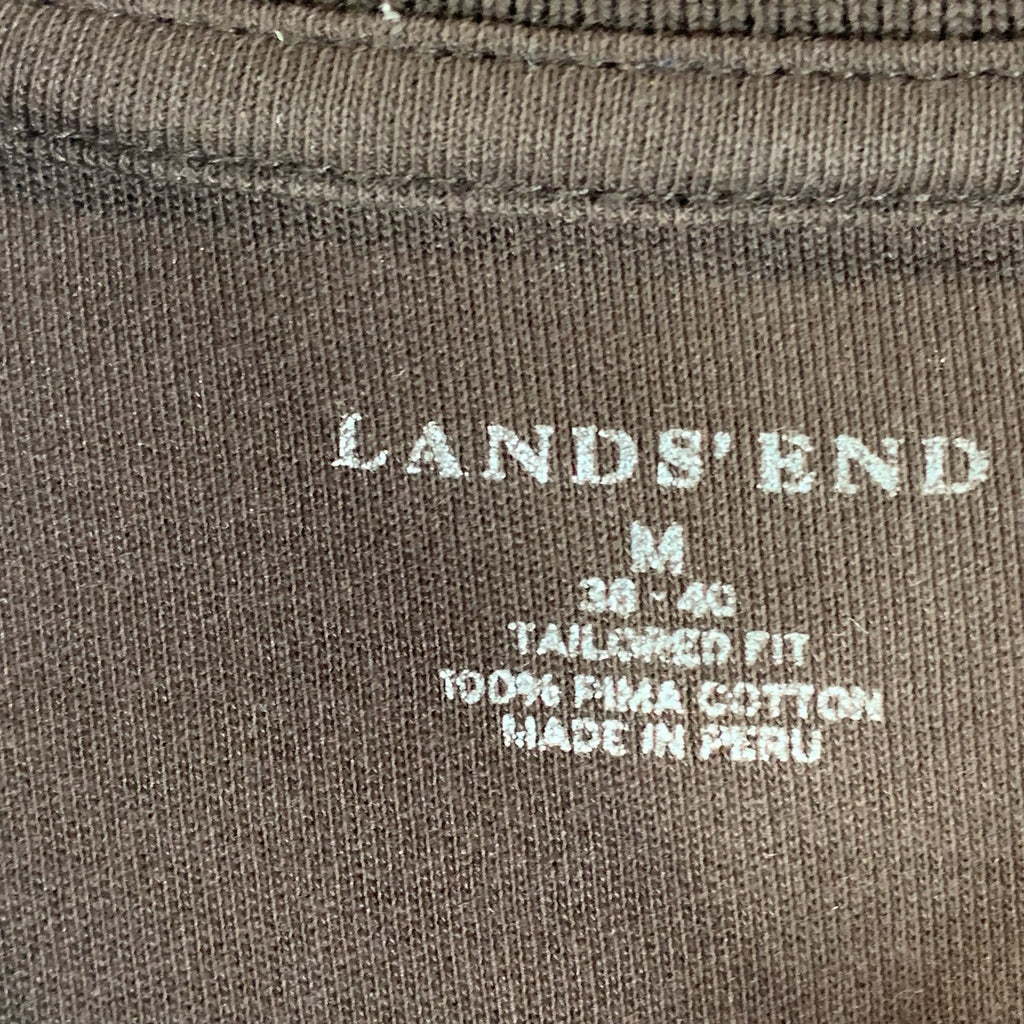 LANDS' END
M
38 - 40
TAILORED FIT
100% PIMA COTTON
MADE IN PERU